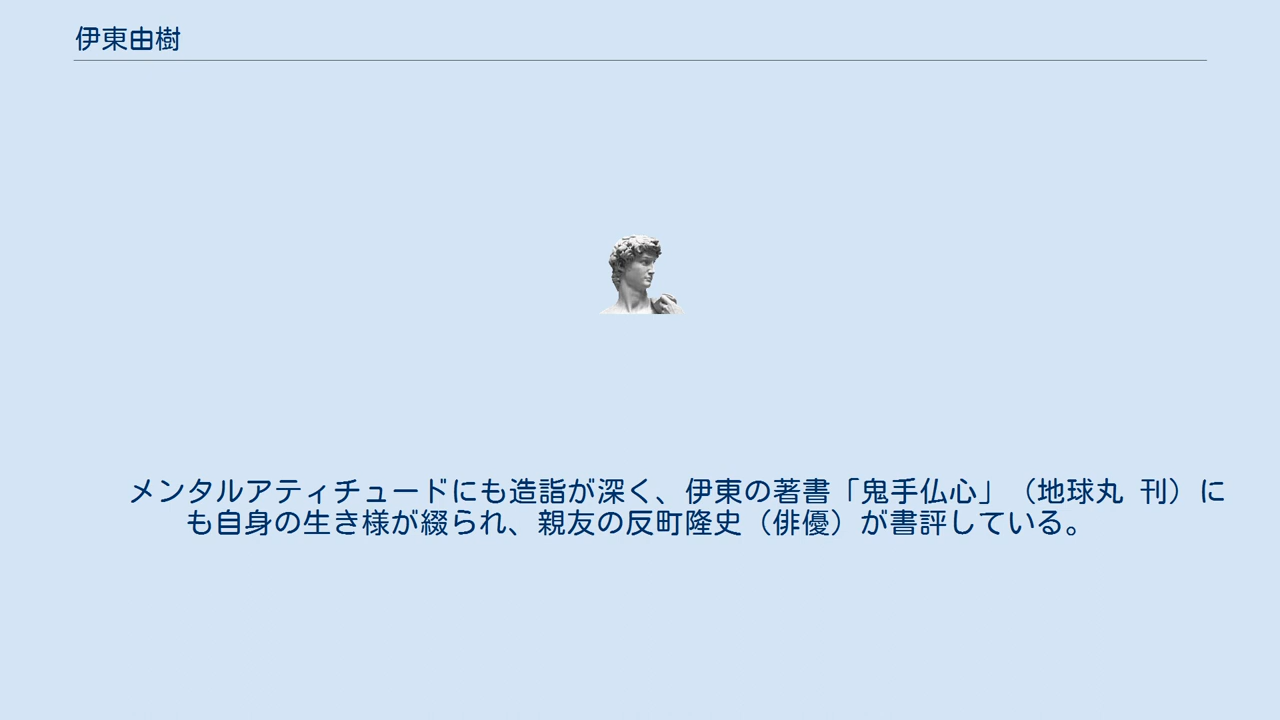 伊東由樹
メンタルアティチュードにも造詣が深く、伊東の著書「鬼手仏心」（地球丸 刊）に
も自身の生き様が綴られ、親友の反町隆史（俳優）が書評している。